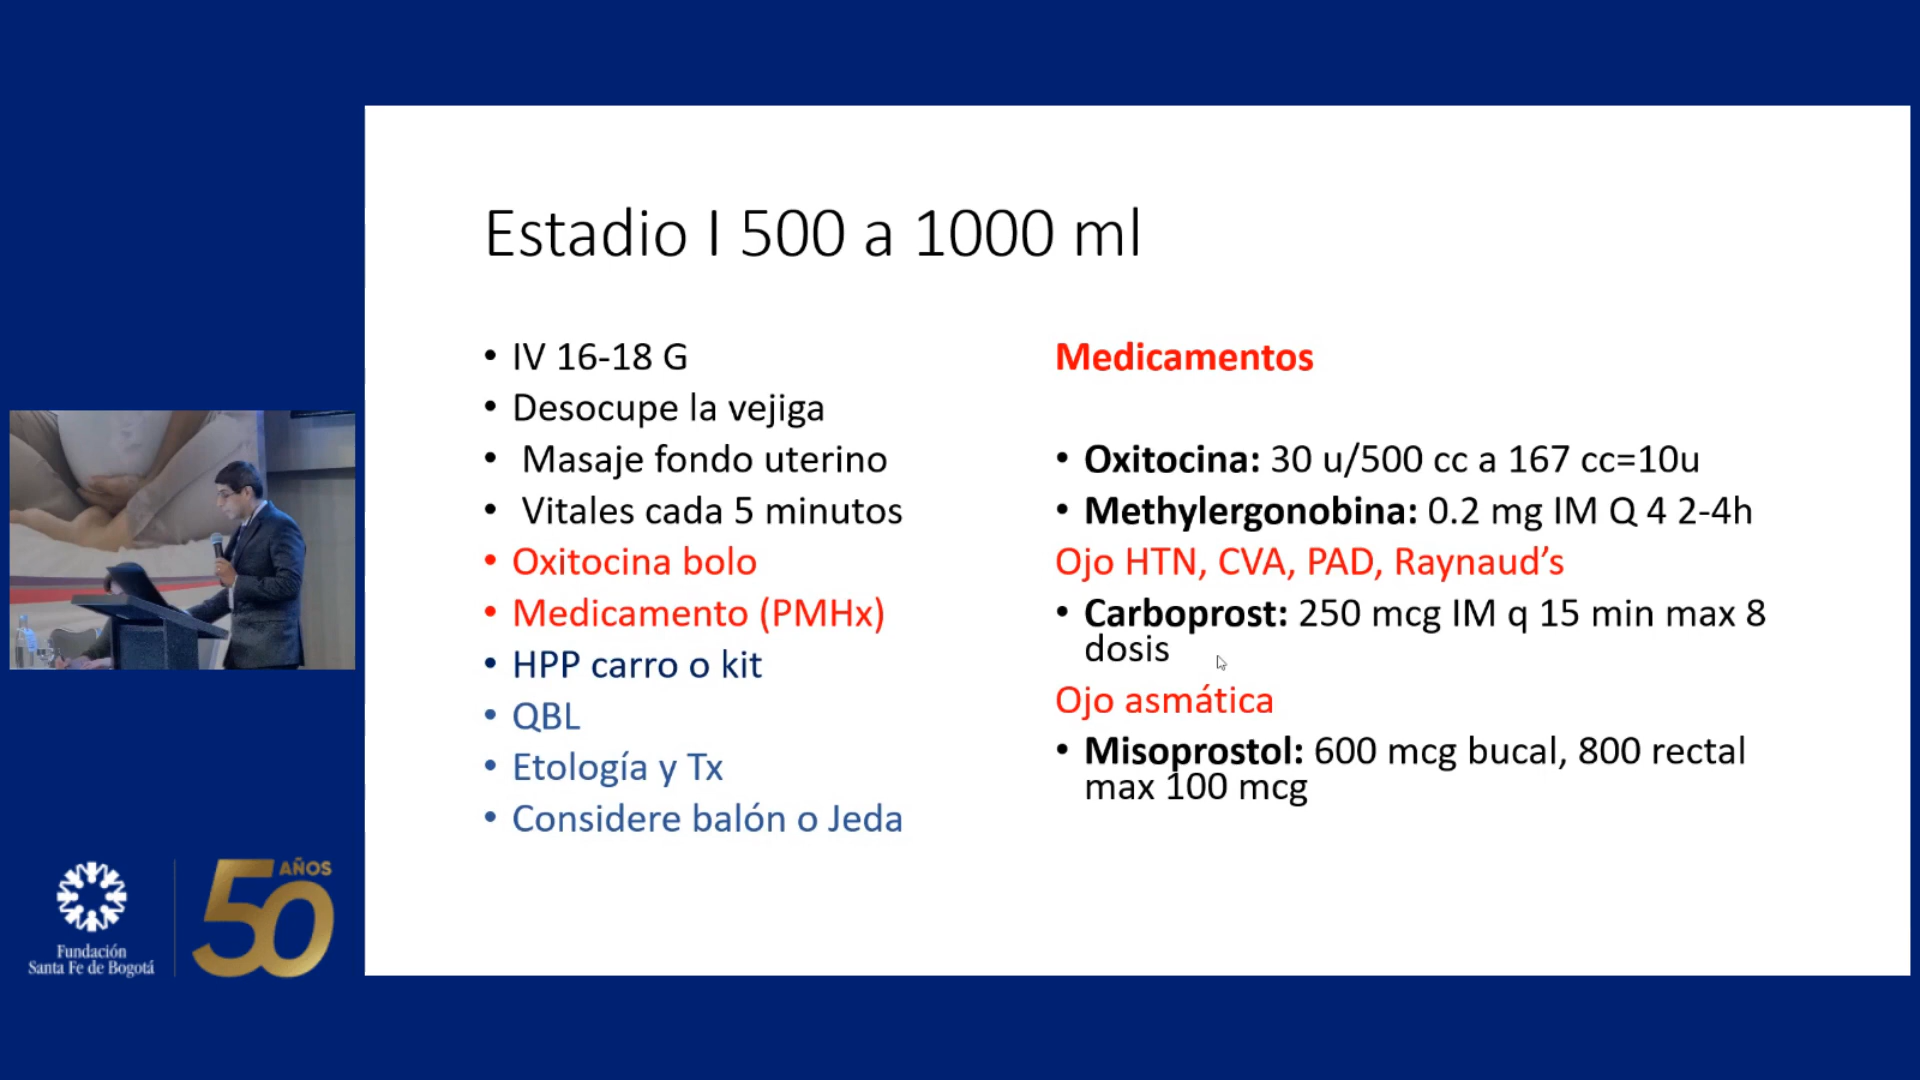 Estadio I 500 a 1000 ml
• IV 16-18 G
• Desocupe la vejiga
• Masaje fondo uterino
• Vitales cada 5 minutos
• Oxitocina bolo
• Medicamento (PMHx)
• HPP carro o kit
• QBL
• Etología y Tx
• Considere balón o Jeda
Medicamentos
• Oxitocina: 30 u/500 cc a 167 cc=10u
• Methylergonobina: 0.2 mg IM Q 4 2-4h
Ojo HTN, CVA, PAD, Raynaud’s
• Carboprost: 250 mcg IM q 15 min max 8
dosis
Ojo asmática
• Misoprostol: 600 mcg bucal, 800 rectal
max 100 mcg
Fundación
Santa Fe de Bogotá
50 AÑOS